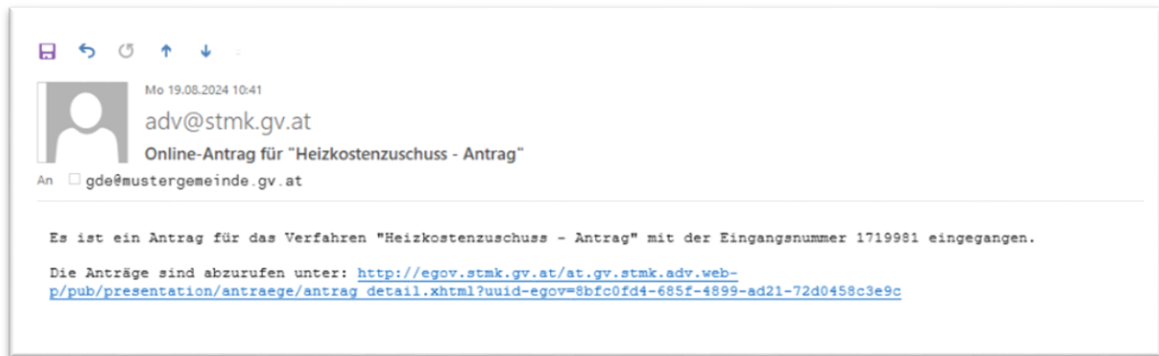 Mo 19.08.2024 10:41
adv@stmk.gv.at
Online-Antrag für "Heizkostenzuschuss - Antrag"
An gde@mustergemeinde.gv.at
Es ist ein Antrag für das Verfahren "Heizkostenzuschuss - Antrag" mit der Eingangsnummer 1719981 eingegangen.
Die Anträge sind abzurufen unter: http://egov.stmk.gv.at/at.gv.stmk.adv.web-
p/pub/presentation/antraege/antrag_detail.xhtml?uuid-egov=8bfc0fd4-685f-4899-ad21-72d0458c3e9c